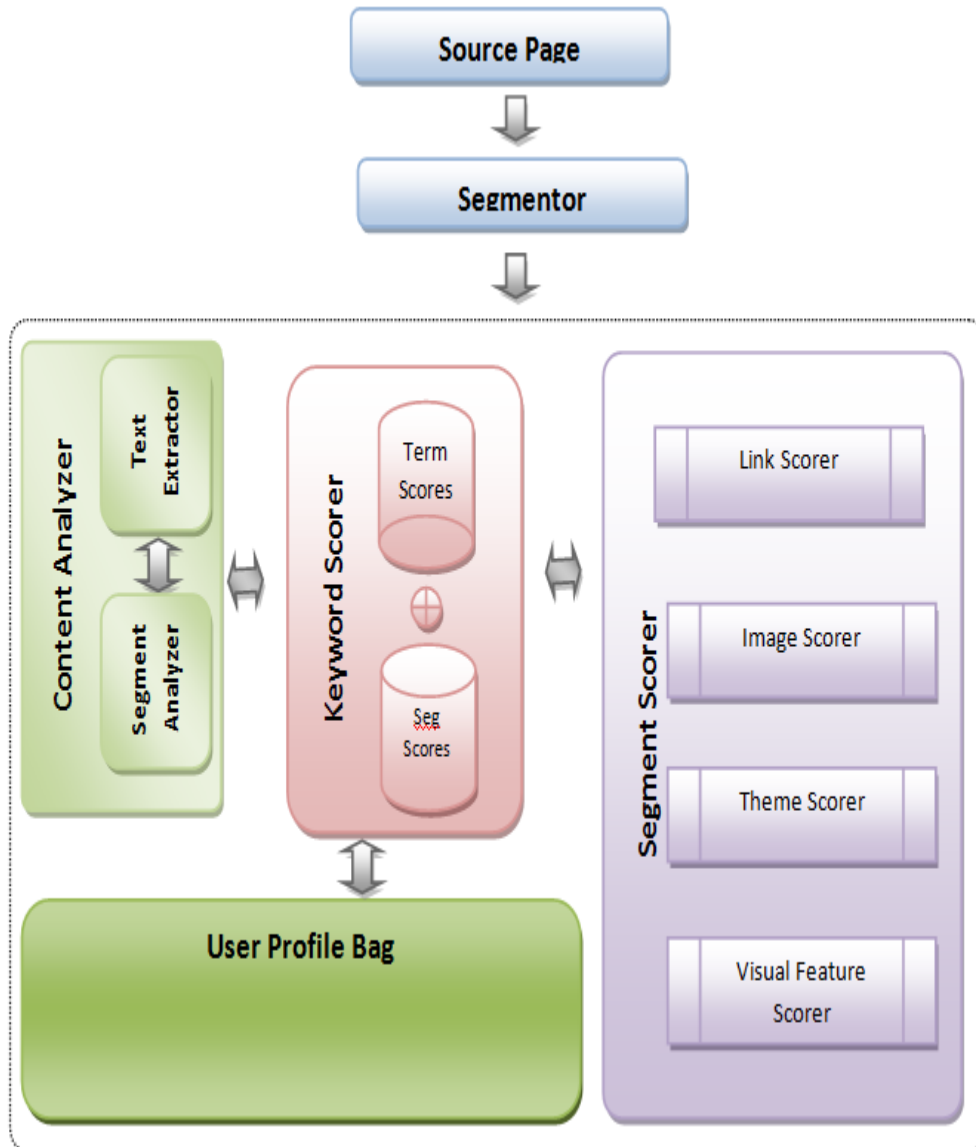 Source Page
Segmentor
Content Analyzer
Text
Extractor
Segment
Analyzer
Keyword Scorer
Term
Scores
Seg
Scores
Segment Scorer
Link Scorer
Image Scorer
Theme Scorer
Visual Feature
Scorer
User Profile Bag